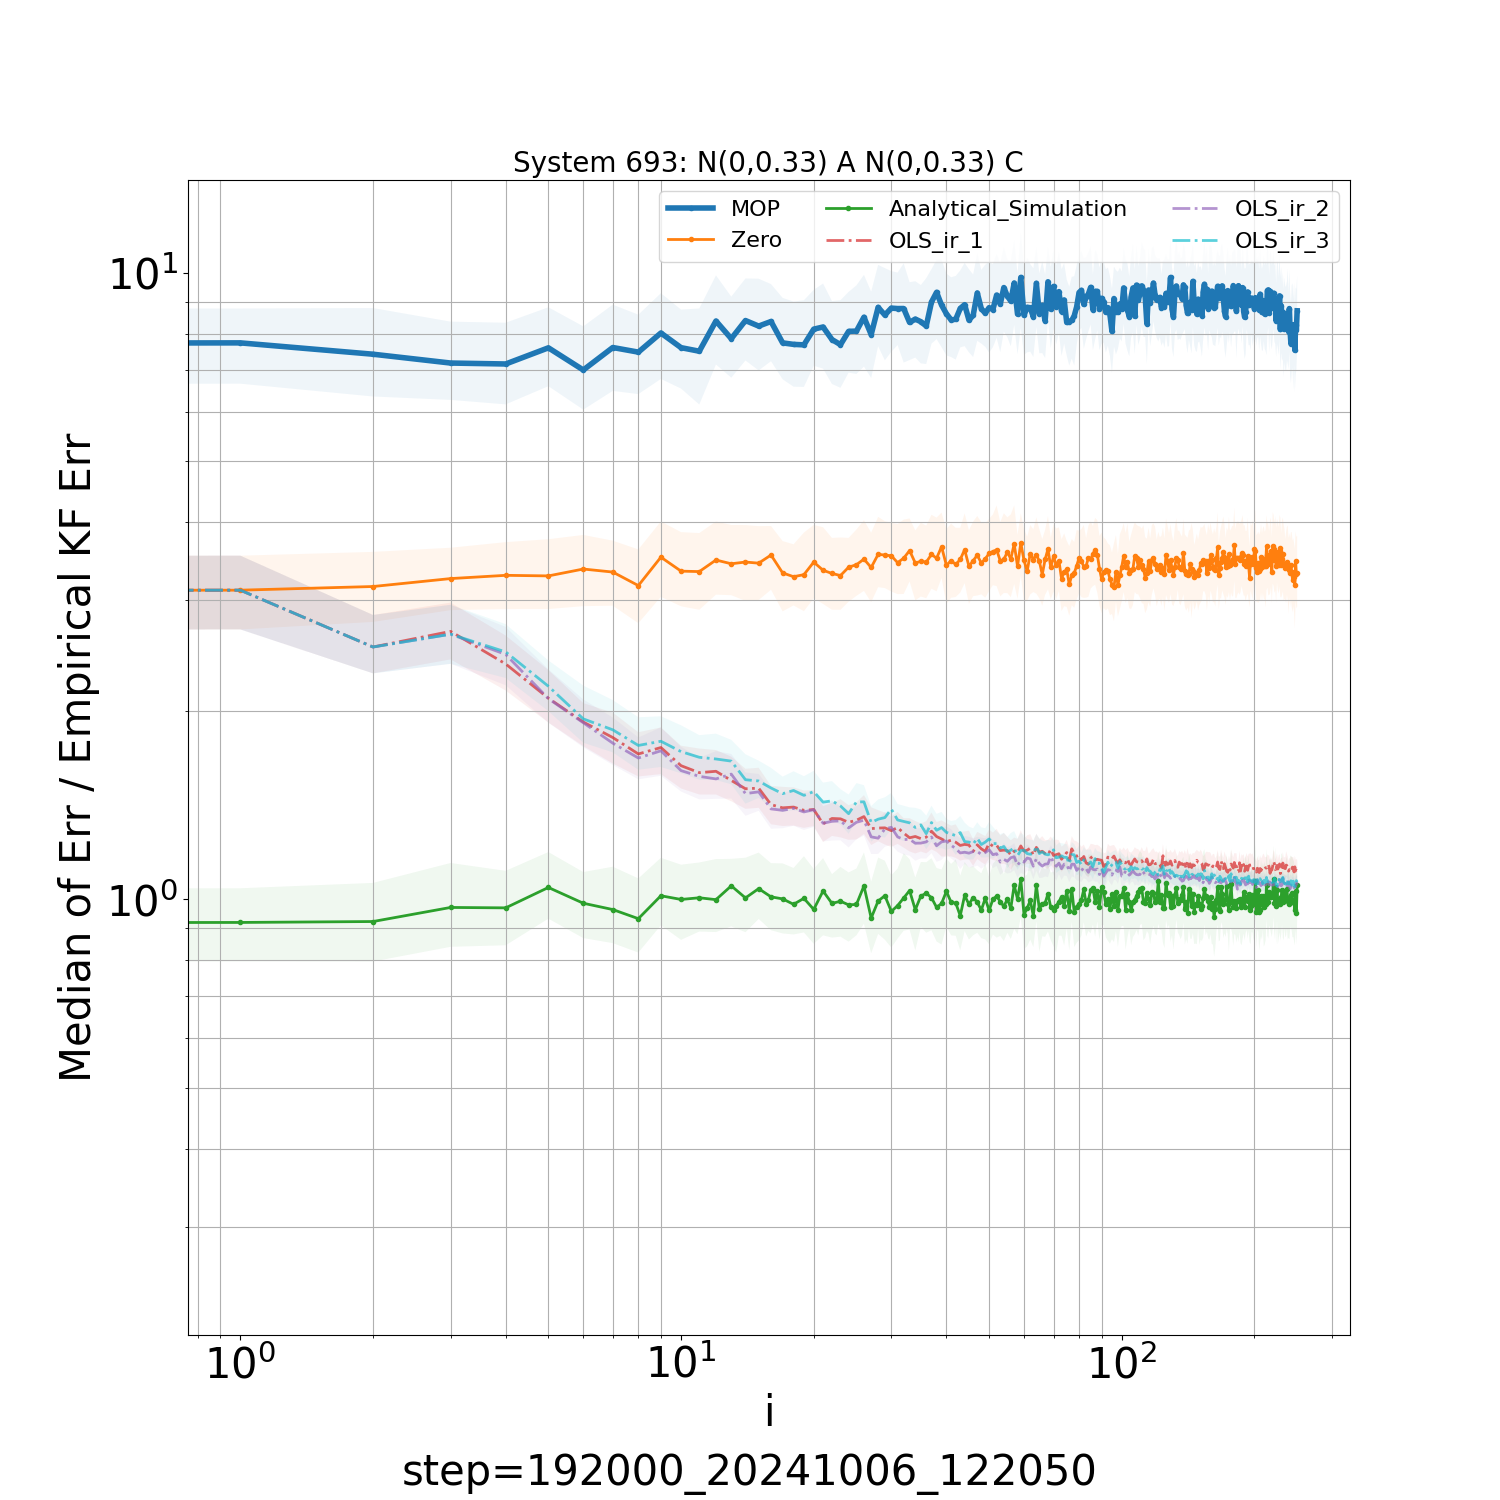 System 693: N(0,0.33) A N(0,0.33) C
MOP
Zero
Analytical_Simulation
OLS_ir_1
OLS_ir_2
OLS_ir_3
Median of Err / Empirical KF Err
10¹
10⁰
10⁰
10¹
10²
i
step=192000_20241006_122050